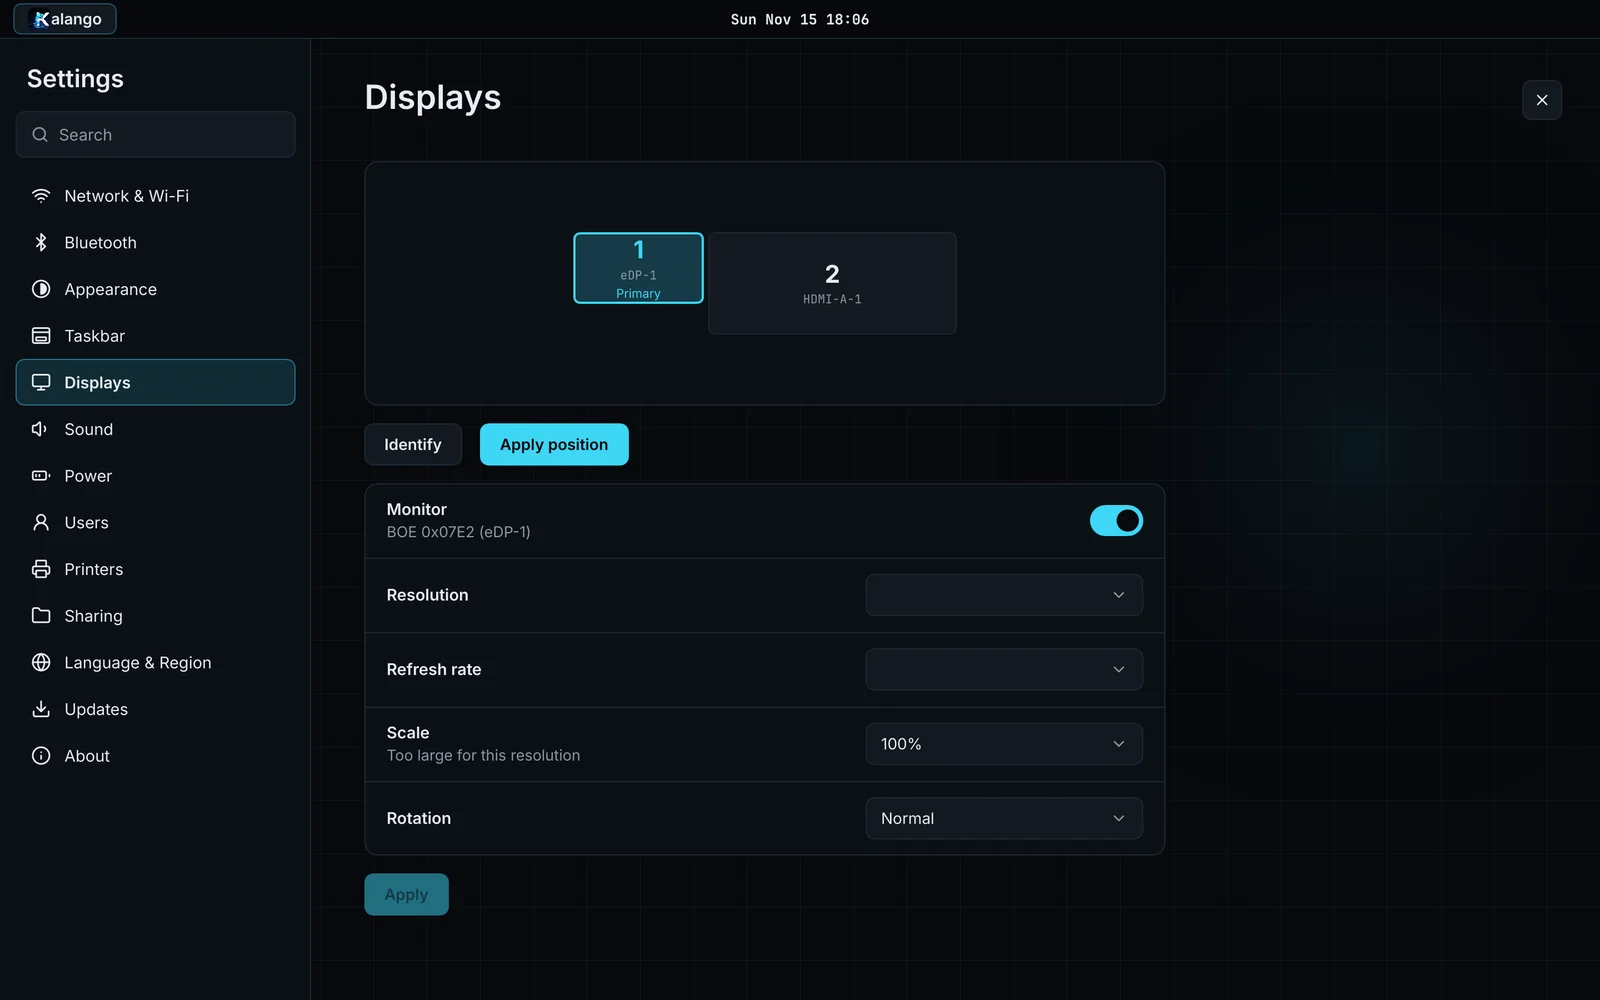 Kalango
Sun Nov 15 18:06
Settings
Search
Network & Wi-Fi
Bluetooth
Appearance
Taskbar
Displays
Sound
Power
Users
Printers
Sharing
Language & Region
Updates
About
Displays
1
eDP-1
Primary
2
HDMI-A-1
Identify
Apply position
Monitor
BOE 0x07E2 (eDP-1)
Resolution
Refresh rate
Scale
Too large for this resolution
100%
Rotation
Normal
Apply